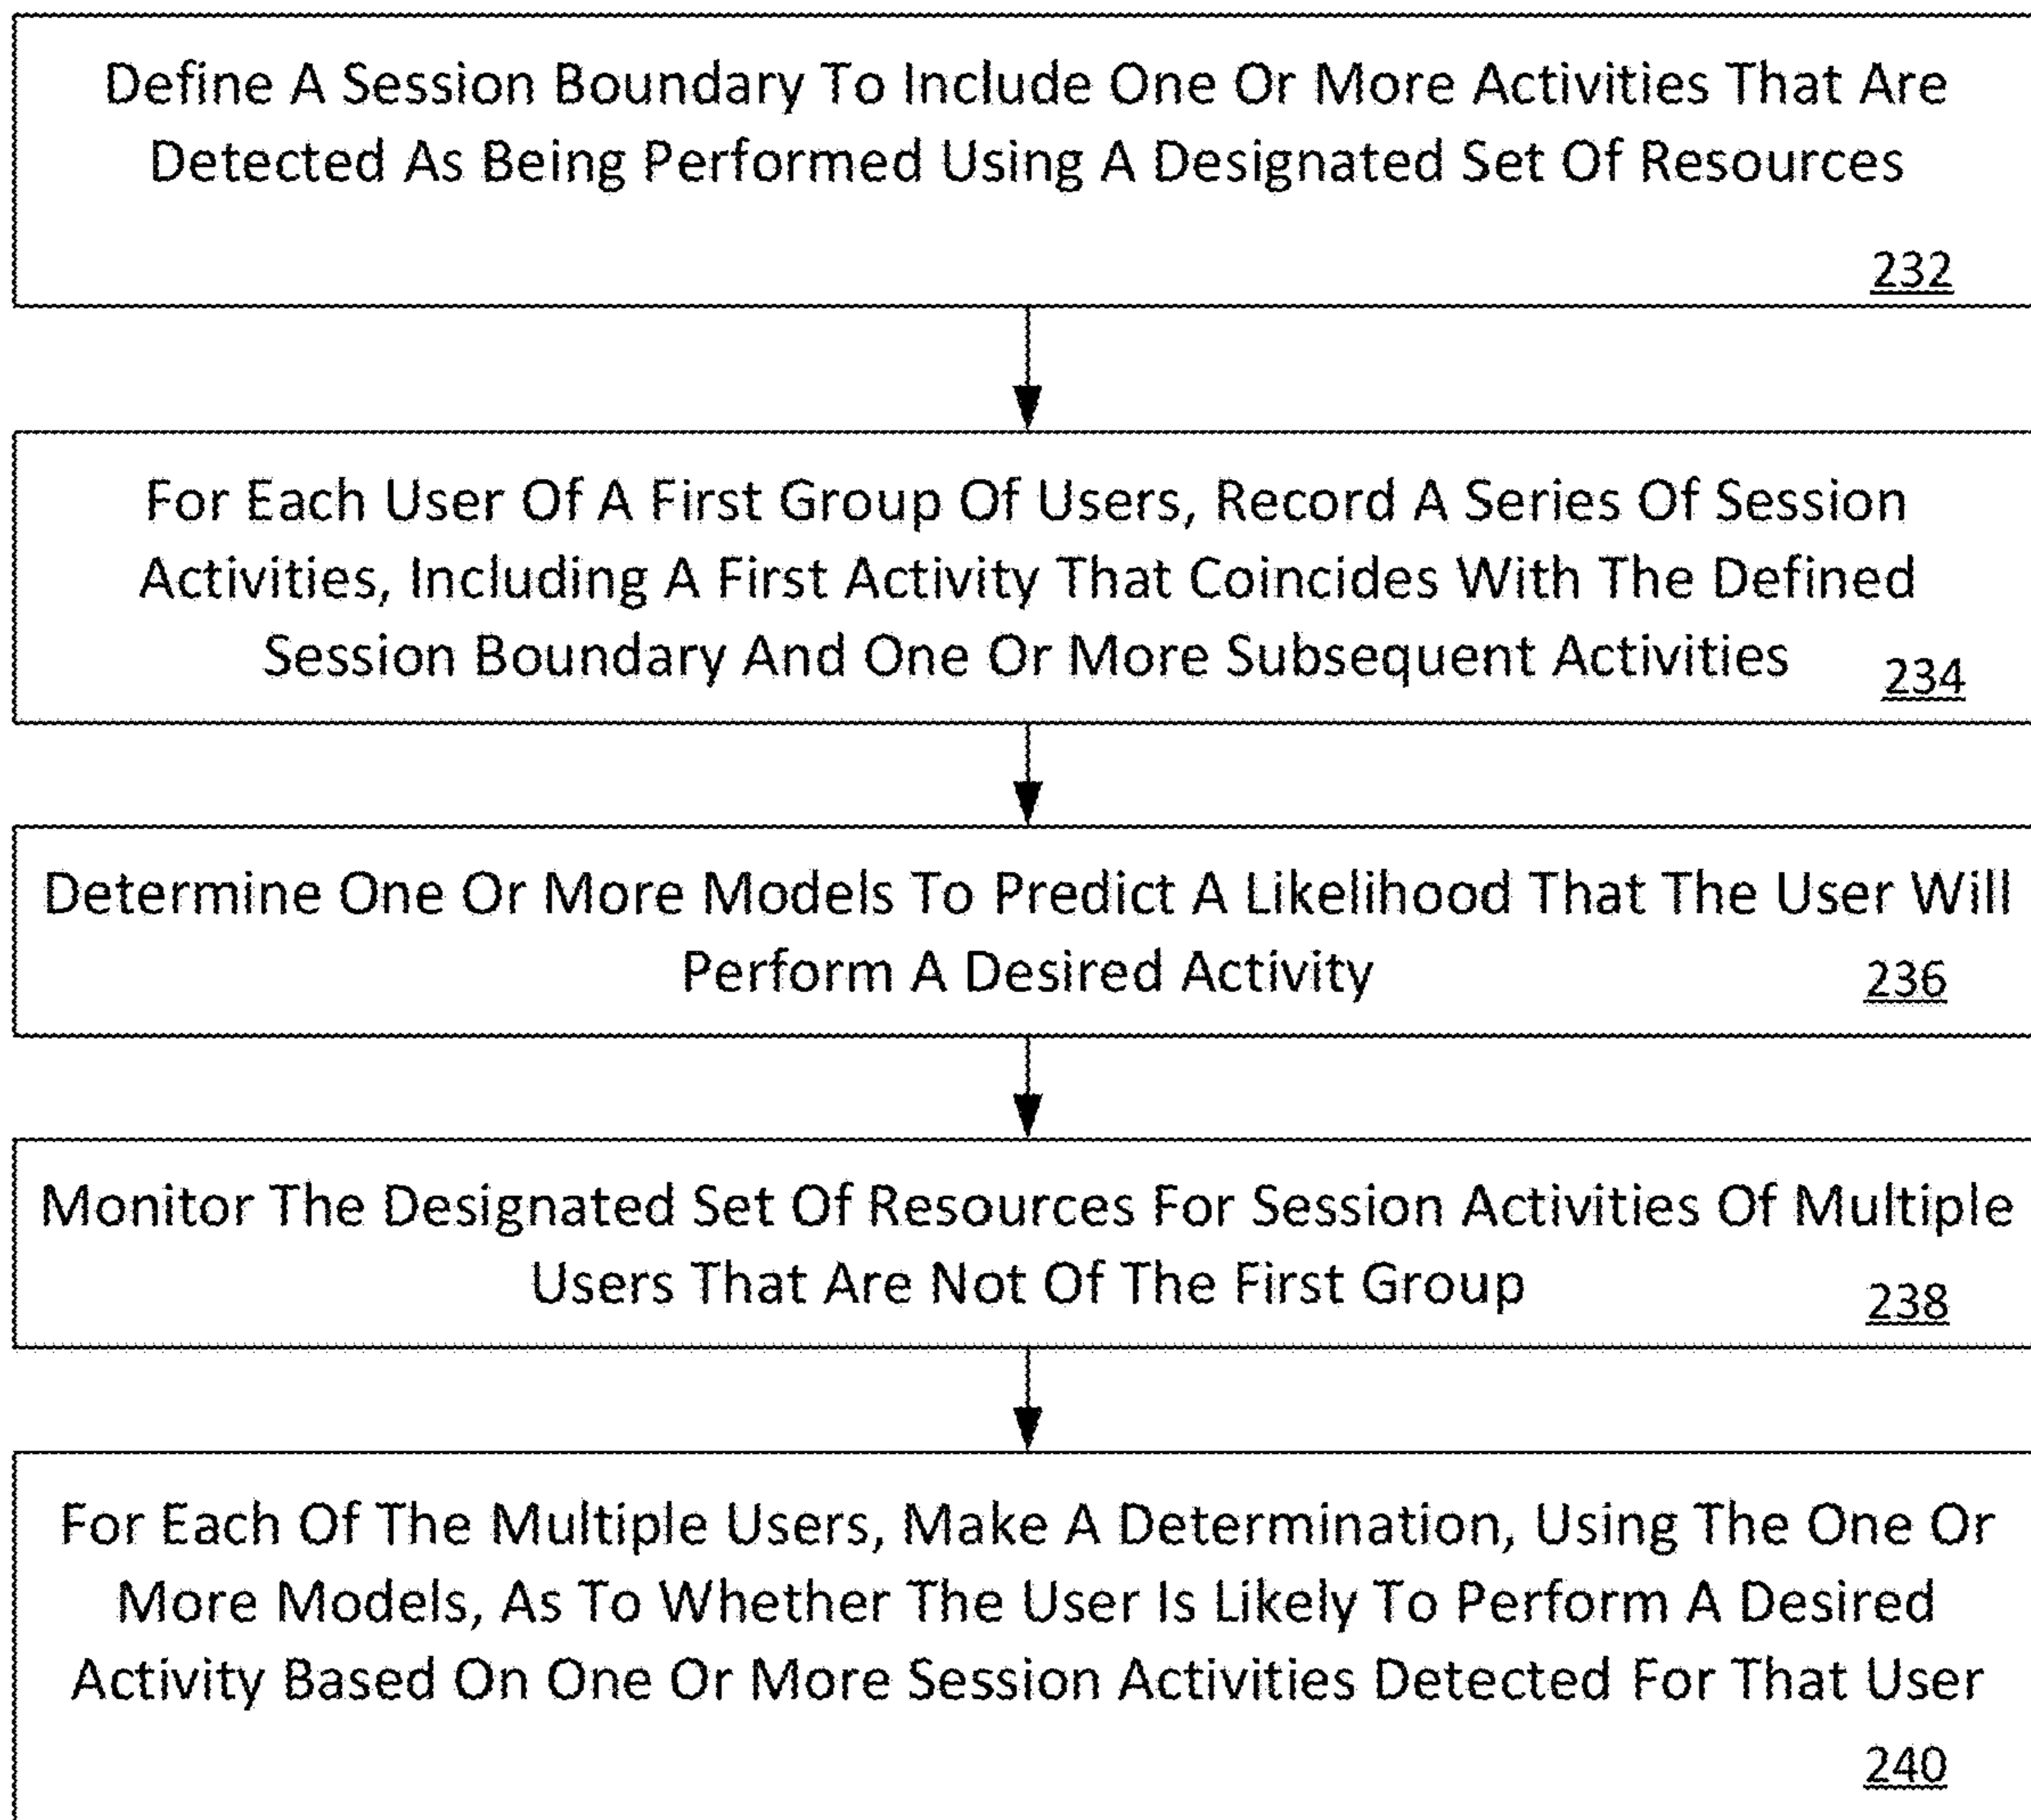 Define A Session Boundary To Include One Or More Activities That Are
Detected As Being Performed Using A Designated Set Of Resources
232
For Each User Of A First Group Of Users, Record A Series Of Session
Activities, Including A First Activity That Coincides With The Defined
Session Boundary And One Or More Subsequent Activities
234
Determine One Or More Models To Predict A Likelihood That The User Will
Perform A Desired Activity
236
Monitor The Designated Set Of Resources For Session Activities Of Multiple
Users That Are Not Of The First Group
238
For Each Of The Multiple Users, Make A Determination, Using The One Or
More Models, As To Whether The User Is Likely To Perform A Desired
Activity Based On One Or More Session Activities Detected For That User
240